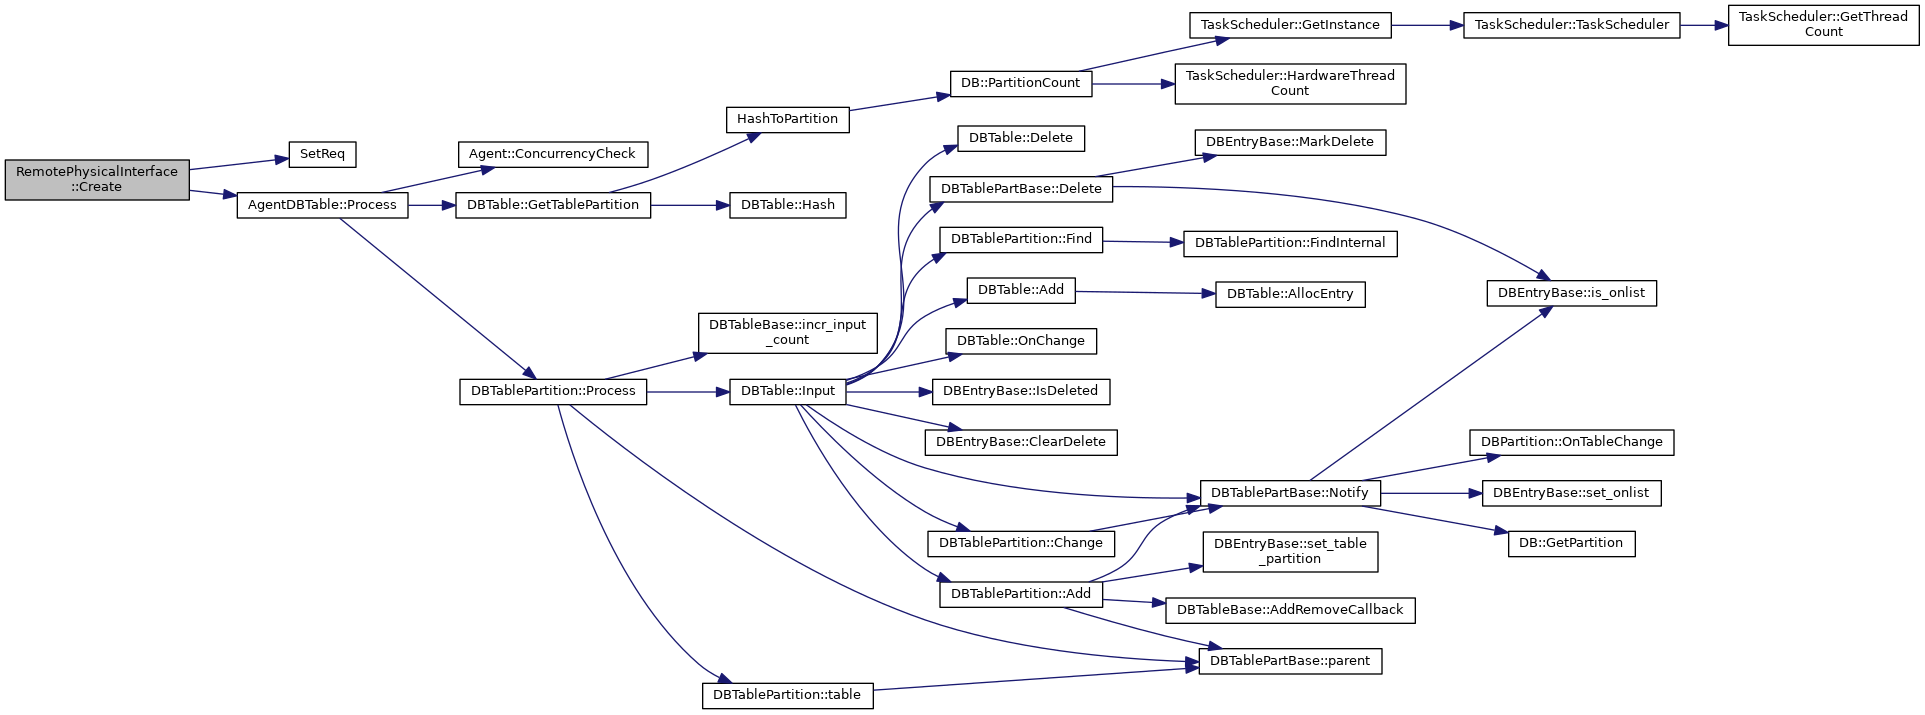 RemotePhysicalInterface
::Create
SetReq
AgentDBTable::Process
Agent::ConcurrencyCheck
DBTable::GetTablePartition
HashToPartition
DBTable::Hash
DB::PartitionCount
TaskScheduler::GetInstance
TaskScheduler::TaskScheduler
TaskScheduler::GetThread
Count
TaskScheduler::HardwareThread
Count
DBTablePartition::Process
DBTableBase::incr_input
_count
DBTable::Input
DBTable::Delete
DBTablePartBase::Delete
DBEntryBase::MarkDelete
DBTablePartition::Find
DBTablePartition::FindInternal
DBTable::Add
DBTable::AllocEntry
DBEntryBase::is_onlist
DBTable::OnChange
DBEntryBase::IsDeleted
DBEntryBase::ClearDelete
DBTablePartBase::Notify
DBPartition::OnTableChange
DBEntryBase::set_onlist
DB::GetPartition
DBTablePartition::Change
DBTablePartition::Add
DBEntryBase::set_table
_partition
DBTableBase::AddRemoveCallback
DBTablePartBase::parent
DBTablePartition::table